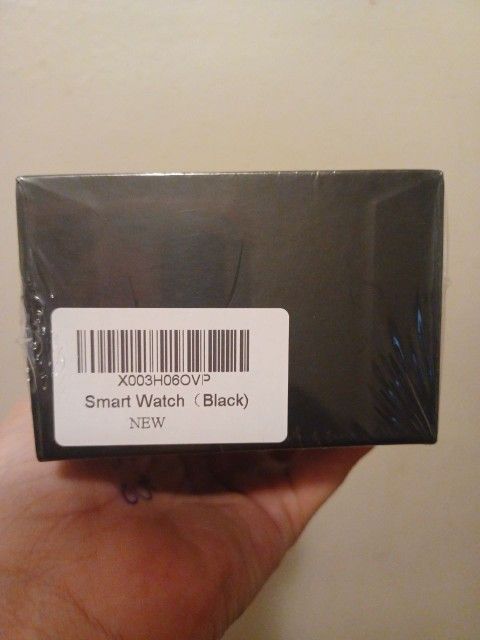 X003H06OVP
Smart Watch（Black)
NEW